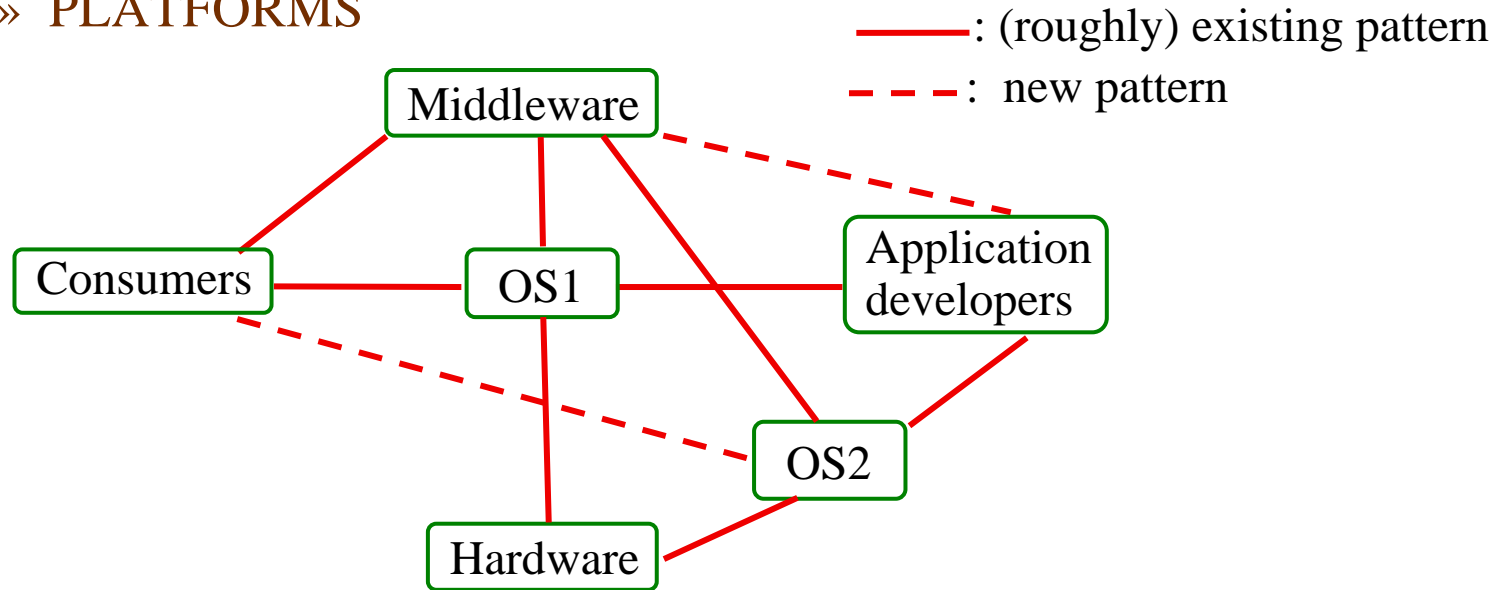 » PLATFORMS
: (roughly) existing pattern
: new pattern
Middleware
Consumers
OS1
Application
developers
OS2
Hardware